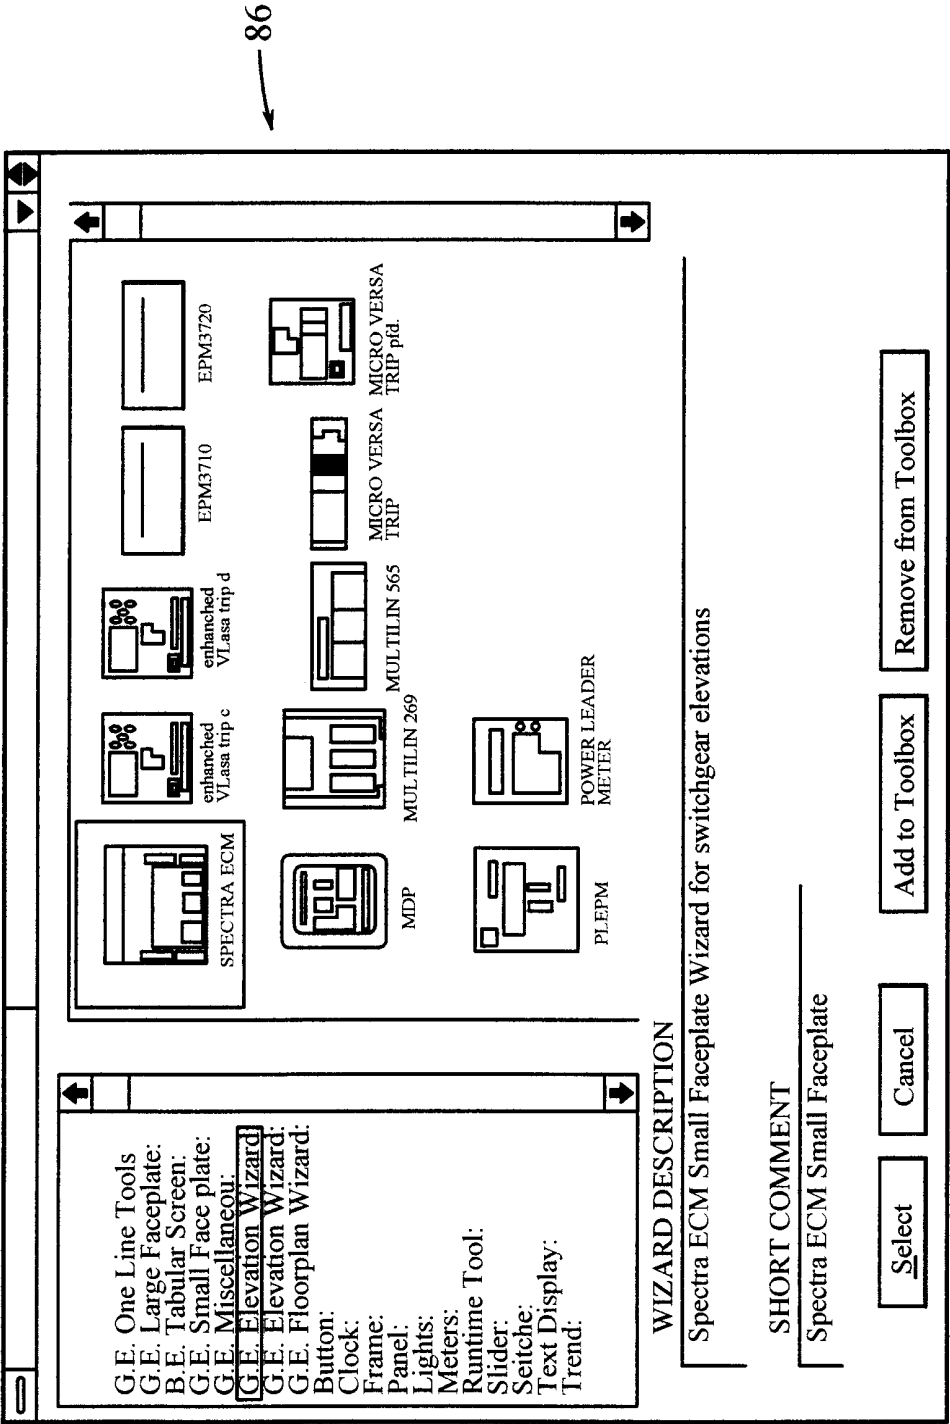 86
G.E. One Line Tools
G.E. Large Faceplate:
B.E. Tabular Screen:
G.E. Small Face plate:
G.E. Miscellaneou:
G.E. Elevation Wizard:
G.E. Elevation Wizard:
G.E. Floorplan Wizard:
Button:
Clock:
Frame:
Panel:
Lights:
Meters:
Runtime Tool:
Slider:
Seitche:
Text Display:
Trend:
SPECTRA ECM
enhanched
VLasa trip c
enhanched
VLasa trip d
EPM3710
EPM3720
MDP
MULTILIN 269
MULTILIN 565
MICRO VERSA
TRIP
MICRO VERSA
TRIP pfd.
PLEPM
POWER LEADER
METER
WIZARD DESCRIPTION
Spectra ECM Small Faceplate Wizard for switchgear elevations
SHORT COMMENT
Spectra ECM Small Faceplate
Select
Cancel
Add to Toolbox
Remove from Toolbox